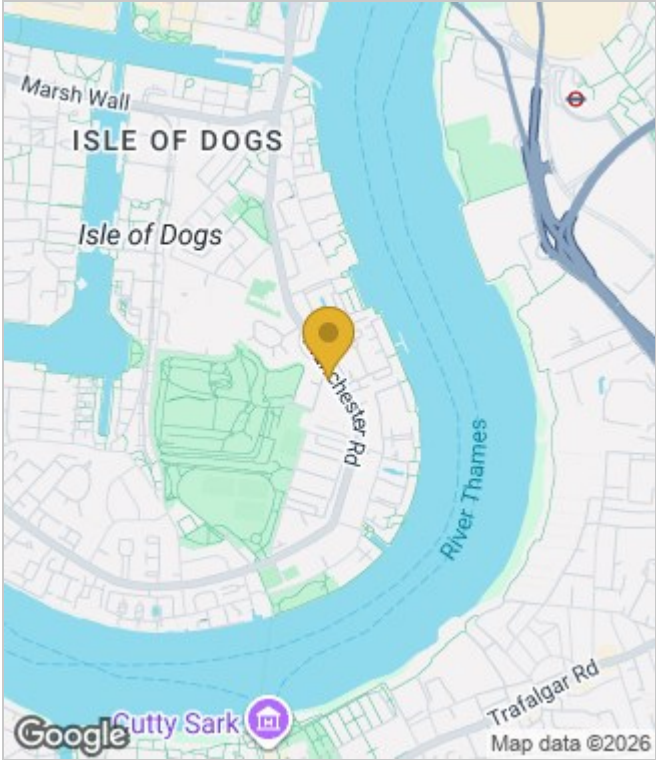 Marsh Wall
ISLE OF DOGS
Isle of Dogs
chester Rd
River Thames
Trafalgar Rd
Cutty Sark
Google
Map data ©2026